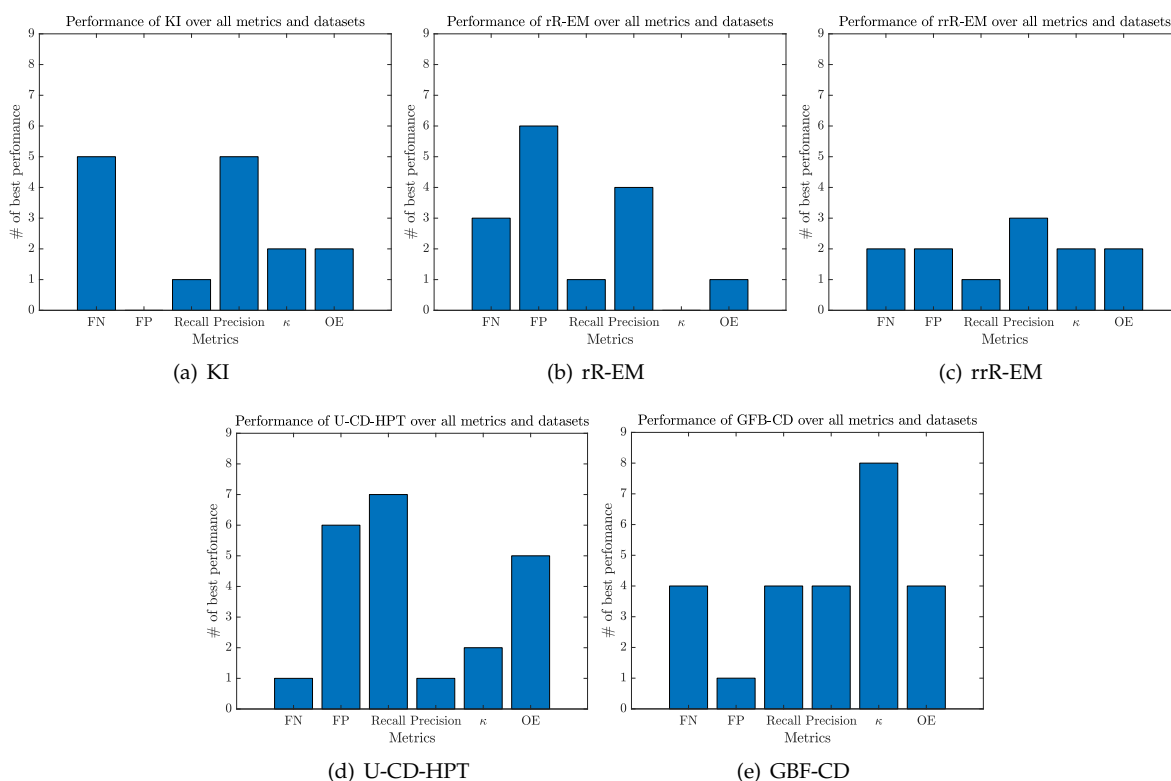 Performance of KI over all metrics and datasets
9
8
7
6
5
4
3
2
1
0
# of best perfomance
FN FP Recall Precision κ OE
Metrics
(a) KI
Performance of rR-EM over all metrics and datasets
9
8
7
6
5
4
3
2
1
0
# of best perfomance
FN FP Recall Precision κ OE
Metrics
(b) rR-EM
Performance of rrR-EM over all metrics and datasets
9
8
7
6
5
4
3
2
1
0
# of best perfomance
FN FP Recall Precision κ OE
Metrics
(c) rrR-EM
Performance of U-CD-HPT over all metrics and datasets
9
8
7
6
5
4
3
2
1
0
# of best perfomance
FN FP Recall Precision κ OE
Metrics
(d) U-CD-HPT
Performance of GFB-CD over all metrics and datasets
9
8
7
6
5
4
3
2
1
0
# of best perfomance
FN FP Recall Precision κ OE
Metrics
(e) GBF-CD